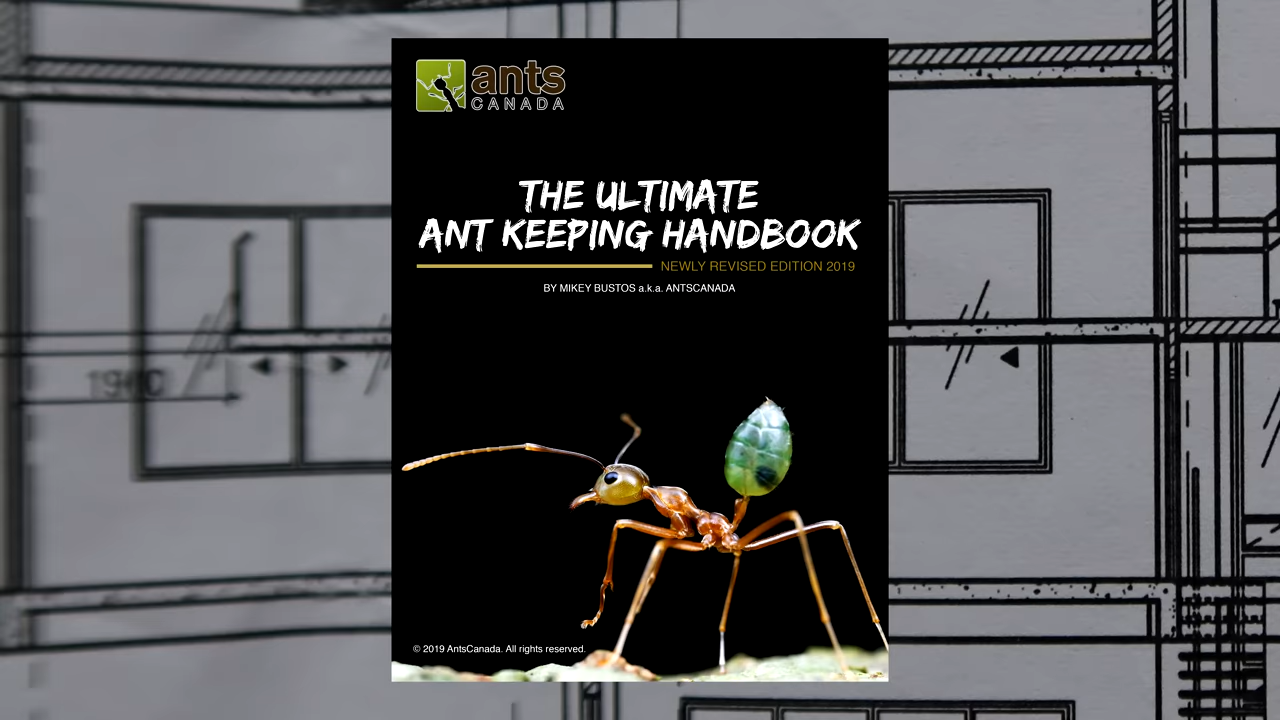 ants
CANADA
THE ULTIMATE
ANT KEEPING HANDBOOK
NEWLY REVISED EDITION 2019
BY MIKEY BUSTOS a.k.a. ANTSCANADA
© 2019 AntsCanada. All rights reserved.